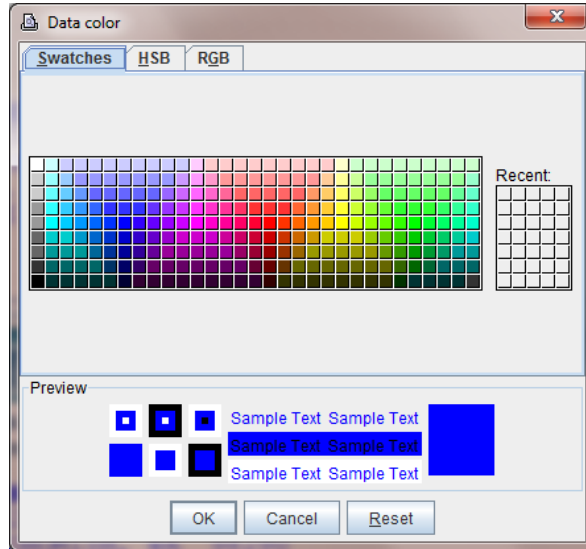 Data color
Swatches HSB RGB
Recent:
Preview
Sample Text Sample Text
Sample Text Sample Text
Sample Text Sample Text
OK Cancel Reset